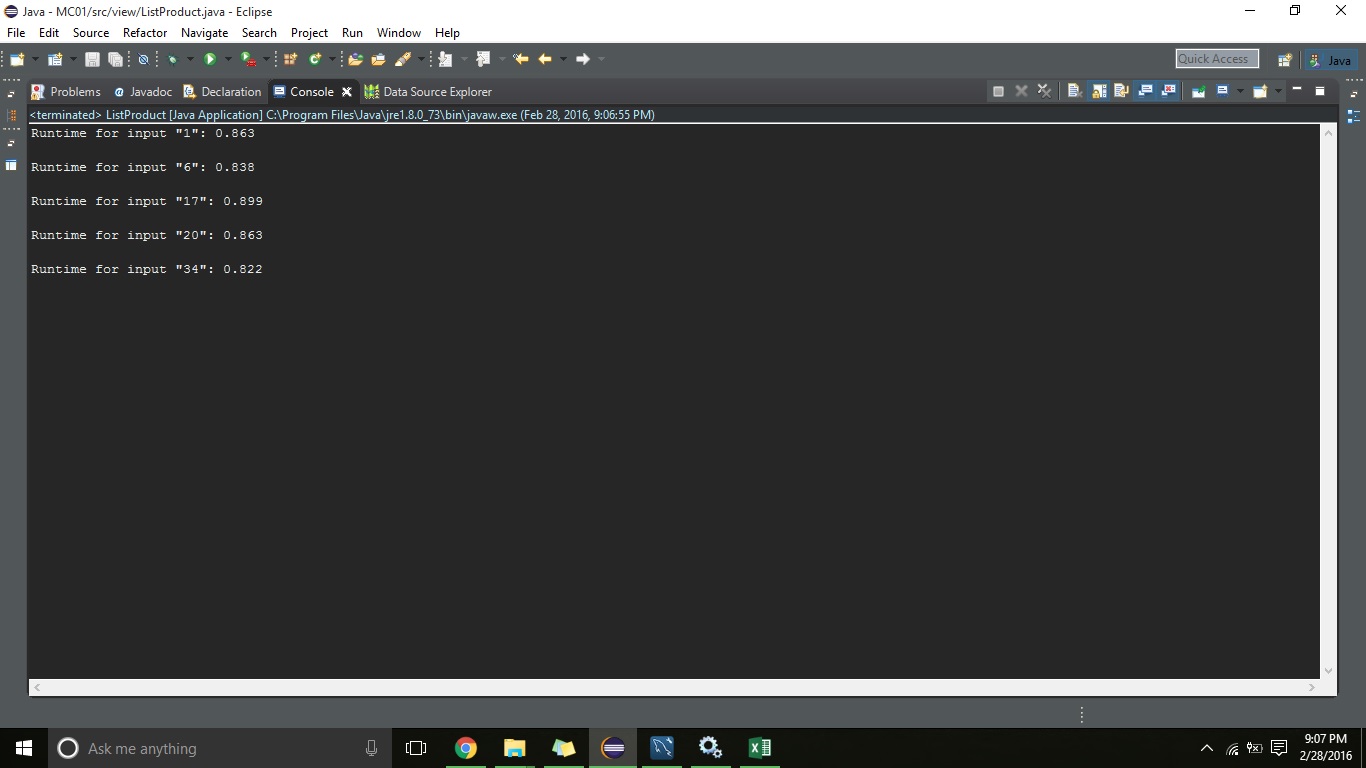 Java - MC01/src/view/ListProduct.java - Eclipse
File Edit Source Refactor Navigate Search Project Run Window Help
Quick Access Java
Problems @ Javadoc Declaration Console Data Source Explorer
<terminated> ListProduct [Java Application] C:\Program Files\Java\jre1.8.0_73\bin\javaw.exe (Feb 28, 2016, 9:06:55 PM)
Runtime for input "1": 0.863
Runtime for input "6": 0.838
Runtime for input "17": 0.899
Runtime for input "20": 0.863
Runtime for input "34": 0.822
Ask me anything
9:07 PM
2/28/2016